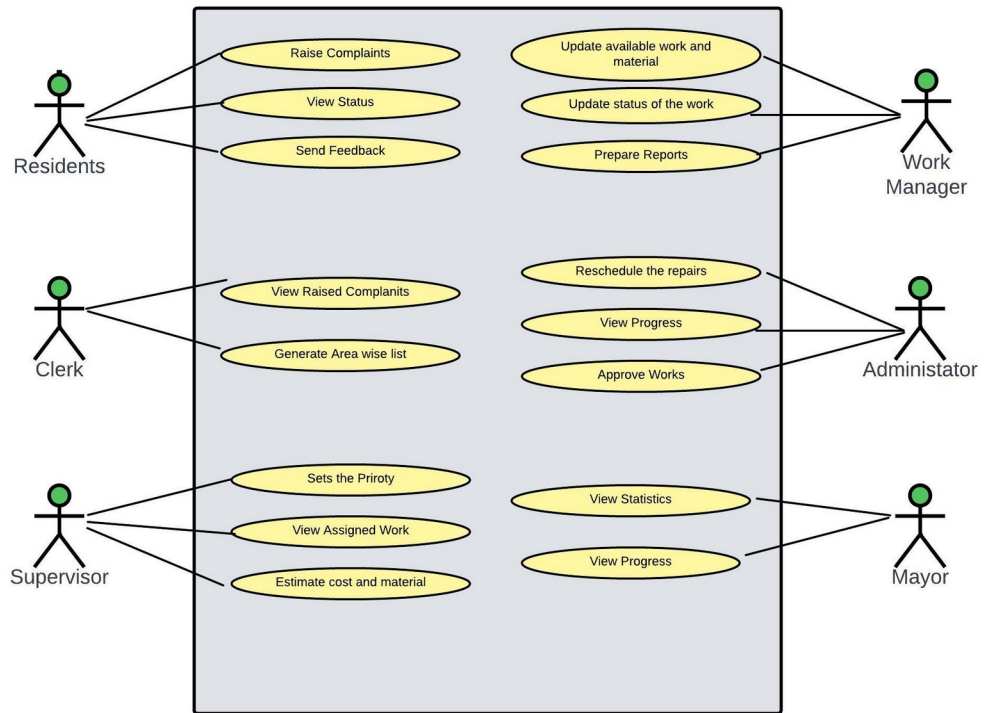 Raise Complaints
View Status
Send Feedback
Residents
Update available work and
material
Update status of the work
Prepare Reports
Work
Manager
View Raised Complanits
Generate Area wise list
Clerk
Reschedule the repairs
View Progress
Approve Works
Administator
Sets the Priroty
View Assigned Work
Estimate cost and material
Supervisor
View Statistics
View Progress
Mayor